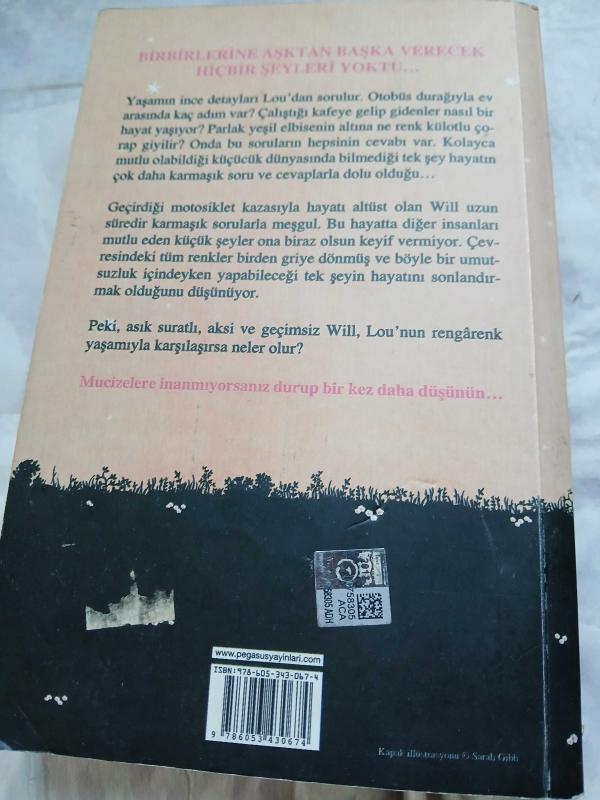 BİRBİRLERİNE AŞKTAN BAŞKA VERECEK
HİÇBİR ŞEYLERİ YOKTU...
Yaşamın ince detayları Lou'dan sorulur. Otobüs durağıyla ev
arasında kaç adım var? Çalıştığı kafeye gelip gidenler nasıl bir
hayat yaşıyor? Parlak yeşil elbisenin altına ne renk külotlu ço-
rap giyilir? Onda bu soruların hepsinin cevabı var. Kolayca
mutlu olabildiği küçücük dünyasında bilmediği tek şey hayatın
çok daha karmaşık soru ve cevaplarla dolu olduğu...
Geçirdiği motosiklet kazasıyla hayatı altüst olan Will uzun
süredir karmaşık sorularla meşgul. Bu hayatta diğer insanları
mutlu eden küçük şeyler ona biraz olsun keyif vermiyor. Çev-
resindeki tüm renkler birden griye dönmüş ve böyle bir umut-
suzluk içindeyken yapabileceği tek şeyin hayatını sonlandır-
mak olduğunu düşünüyor.
Peki, asık suratlı, aksi ve geçimsiz Will, Lou'nun rengârenk
yaşamıyla karşılaşırsa neler olur?
Mucizelere inanmıyorsanız durup bir kez daha düşünün...
58305 ADH
758305
ACA
www.pegasusyayinlari.com
ISBN: 978-605-343-067-4
9 786053 430674
Kapak illüstrasyonu © Sarah Gibb